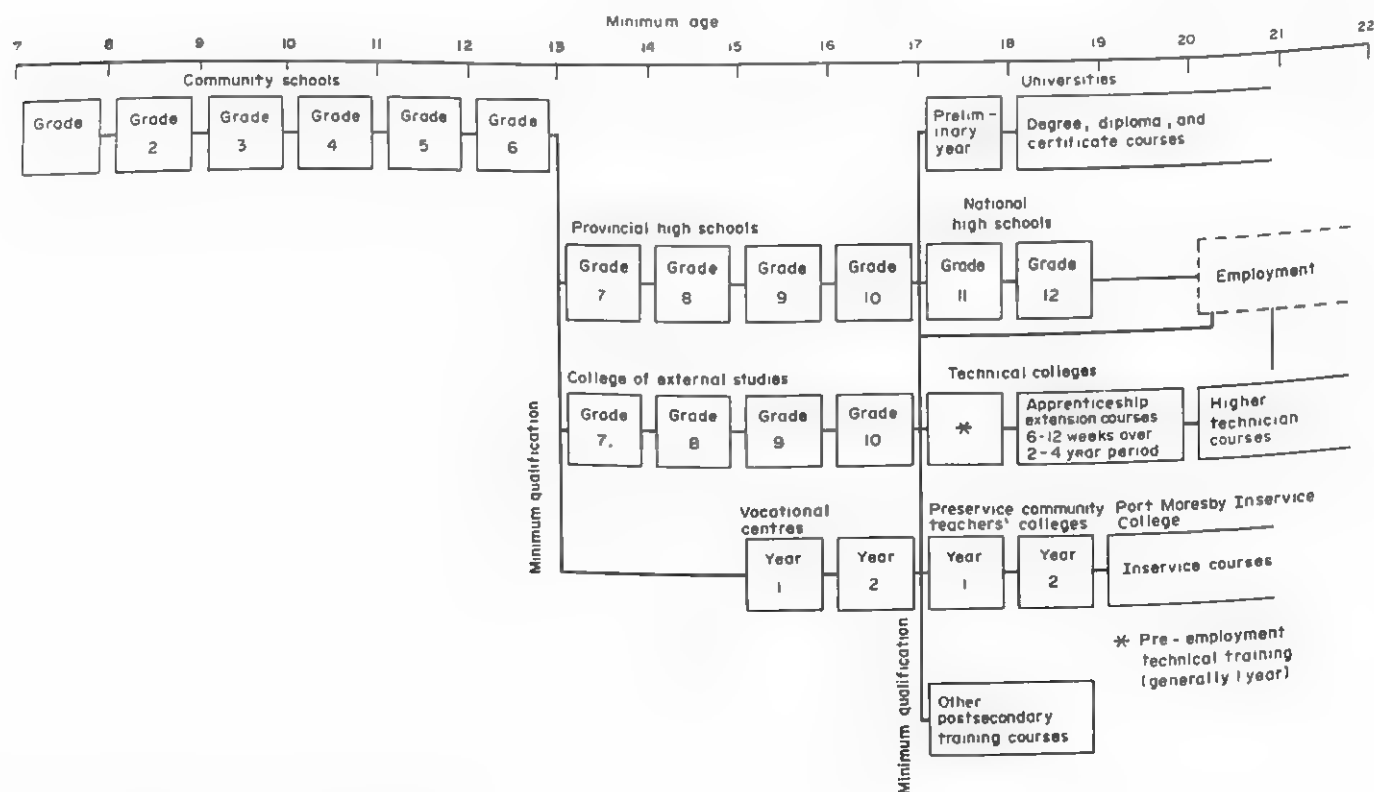 Minimum age
7 8 9 10 11 12 13 14 15 16 17 18 19 20 21 22
Community schools
Universities
Grade
Grade
2
Grade
3
Grade
4
Grade
5
Grade
6
Prelim-
inary
year
Degree, diploma, and
certificate courses
Provincial high schools
National
high schools
Grade
7
Grade
8
Grade
9
Grade
10
Grade
11
Grade
12
Employment
College of external studies
Technical colleges
Grade
7.
Grade
8
Grade
9
Grade
10
*
Apprenticeship
extension courses
6-12 weeks over
2-4 year period
Higher
technician
courses
Minimum qualification
Vocational
centres
Preservice community
teachers' colleges
Port Moresby Inservice
College
Year
1
Year
2
Year
1
Year
2
Inservice courses
Minimum qualification
* Pre-employment
technical training
(generally 1 year)
Other
postsecondary
training courses